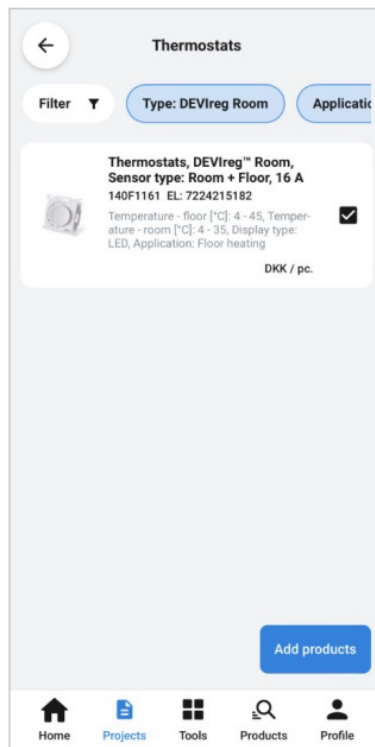 Thermostats
Filter
Type: DEVIreg Room
Applicatic
Thermostats, DEVIreg™ Room,
Sensor type: Room + Floor, 16 A
140F1161 EL: 7224215182
Temperature - floor [°C]: 4 - 45, Temper-
ature - room [°C]: 4 - 35, Display type:
LED, Application: Floor heating
DKK / pc.
Add products
Home Projects Tools Products Profile